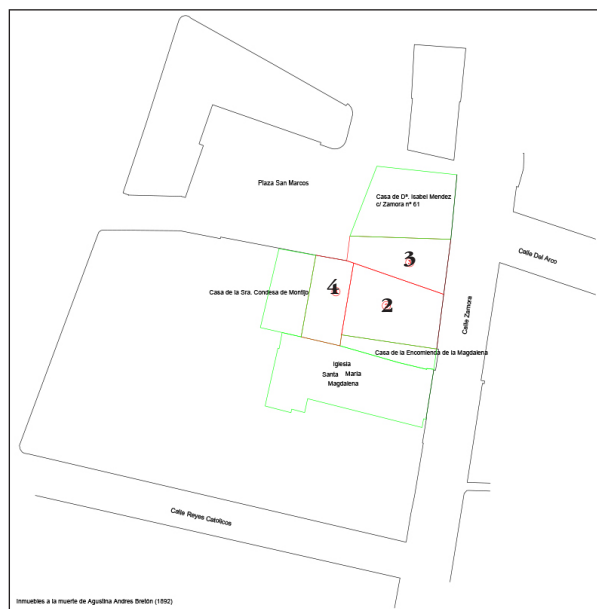 Plaza San Marcos
Casa de Dª. Isabel Mendez
c/ Zamora nº 61
Calle Del Arco
3
4
Casa de la Sra. Condesa de Montijo
2
Calle Zamora
Casa de la Encomienda de la Magdalena
Iglesia
Santa María
Magdalena
Calle Reyes Catolicos
Inmuebles a la muerte de Agustina Andres Bretón (1892)